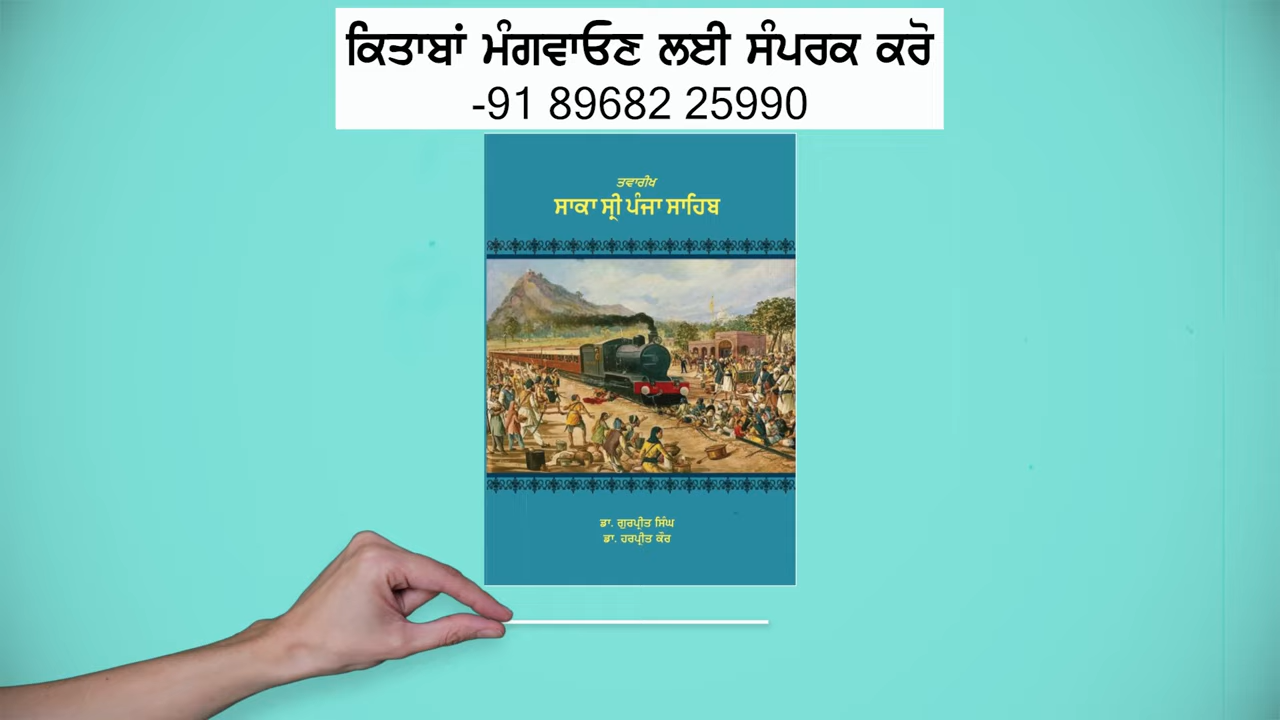 ਕਿਤਾਬਾਂ ਮੰਗਵਾਓਣ ਲਈ ਸੰਪਰਕ ਕਰੋ
-91 89682 25990
ਤਵਾਰੀਖ
ਸਾਕਾ ਸ੍ਰੀ ਪੰਜਾ ਸਾਹਿਬ
ਡਾ. ਗੁਰਪ੍ਰੀਤ ਸਿੰਘ
ਡਾ. ਹਰਪ੍ਰੀਤ ਕੌਰ